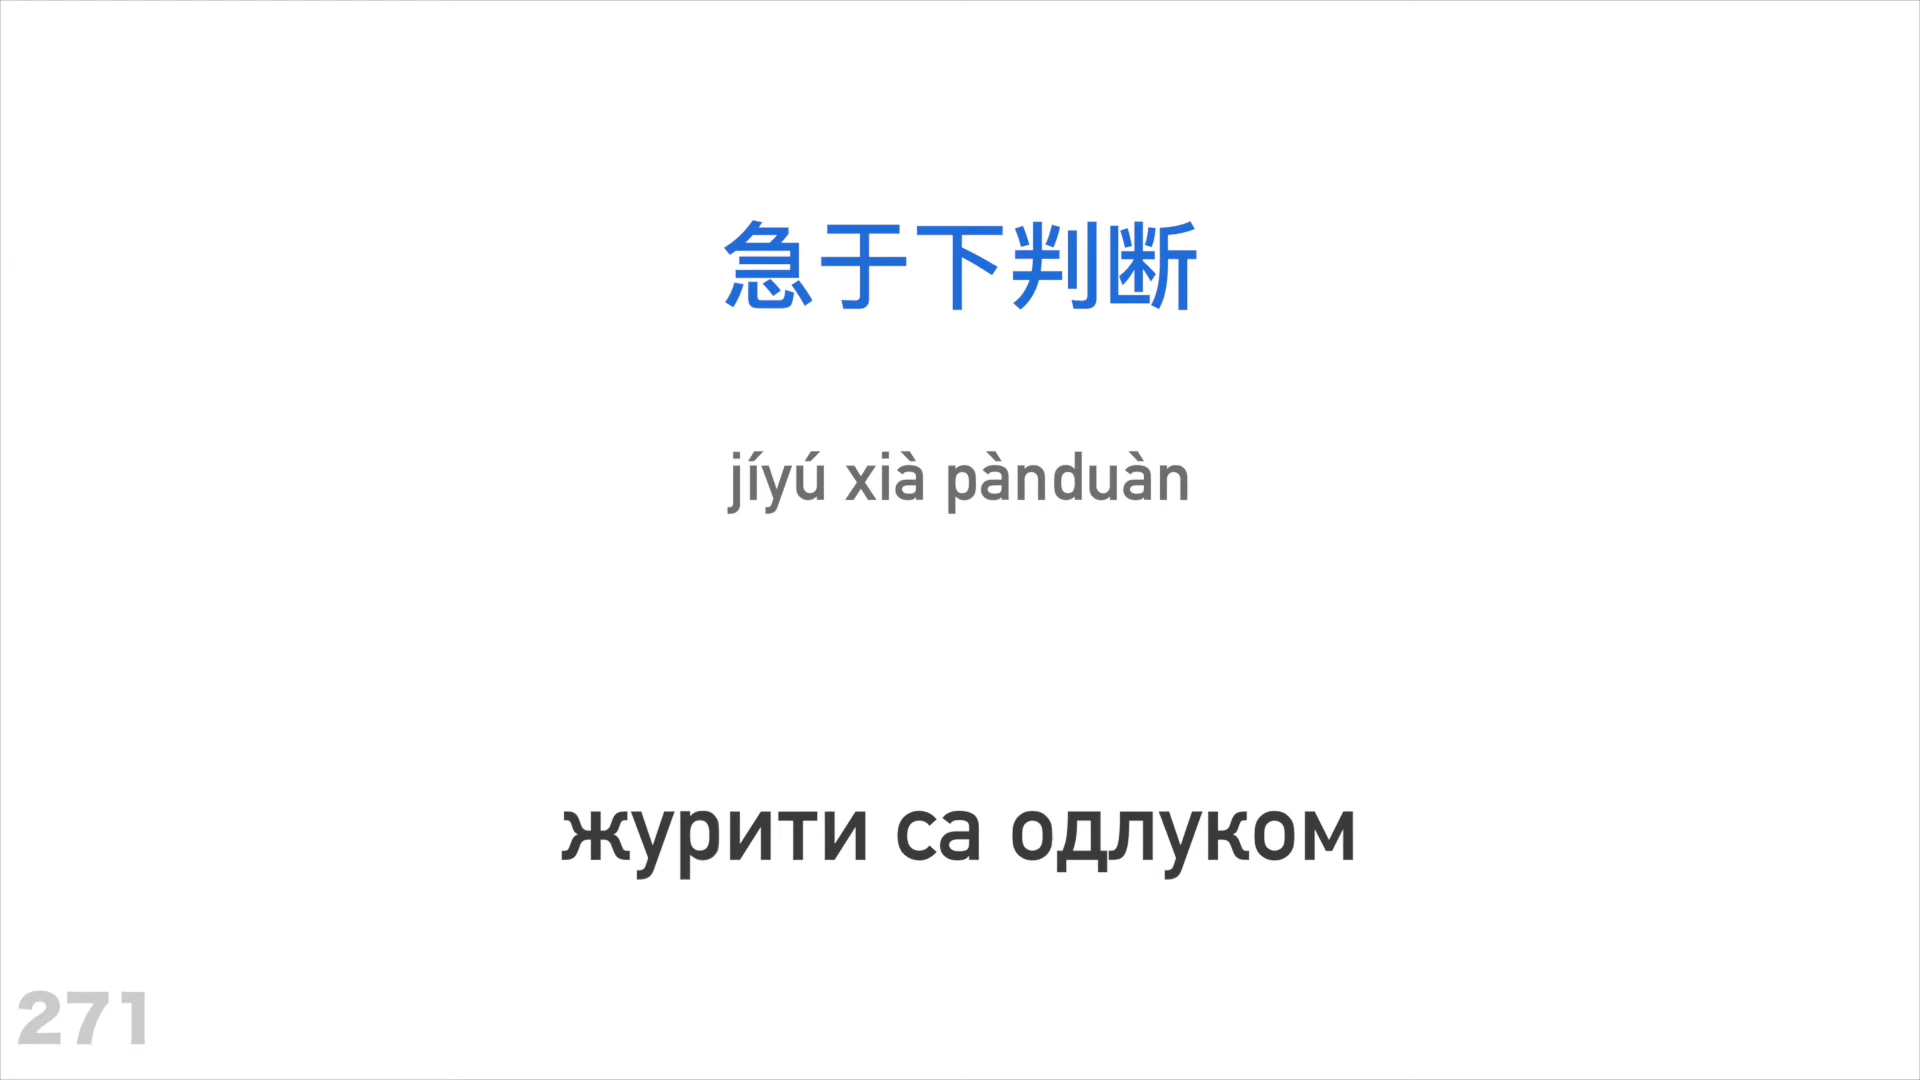 急于下判断
jíyú xià pànduàn
журити са одлуком
271